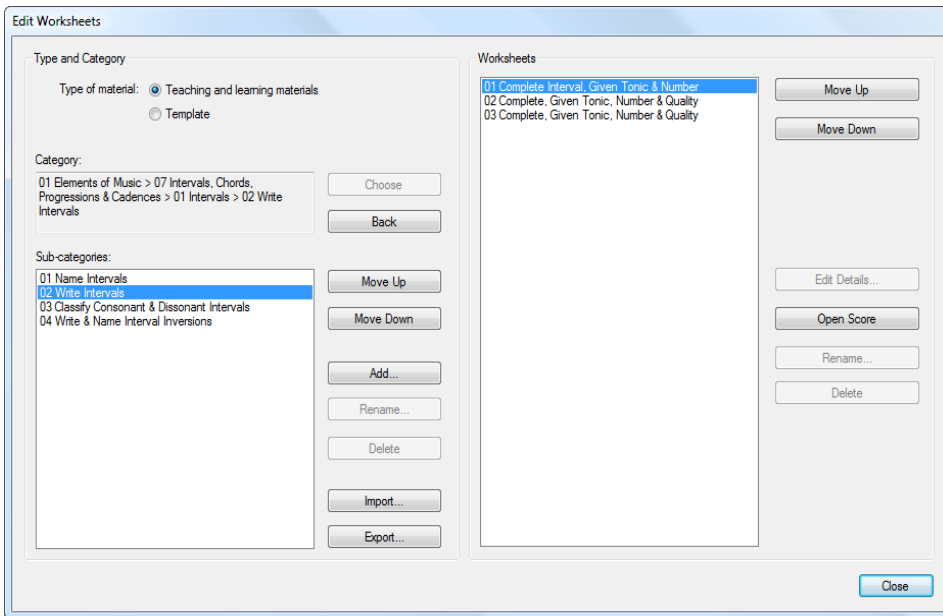 Edit Worksheets
Type and Category
Type of material:
Teaching and learning materials
Template
Category:
01 Elements of Music > 07 Intervals, Chords,
Progressions & Cadences > 01 Intervals > 02 Write
Intervals
Choose
Back
Sub-categories:
01 Name Intervals
02 Write Intervals
03 Classify Consonant & Dissonant Intervals
04 Write & Name Interval Inversions
Move Up
Move Down
Add...
Rename...
Delete
Import...
Export...
Worksheets
01 Complete Interval, Given Tonic & Number
02 Complete, Given Tonic, Number & Quality
03 Complete, Given Tonic, Number & Quality
Move Up
Move Down
Edit Details...
Open Score
Rename...
Delete
Close